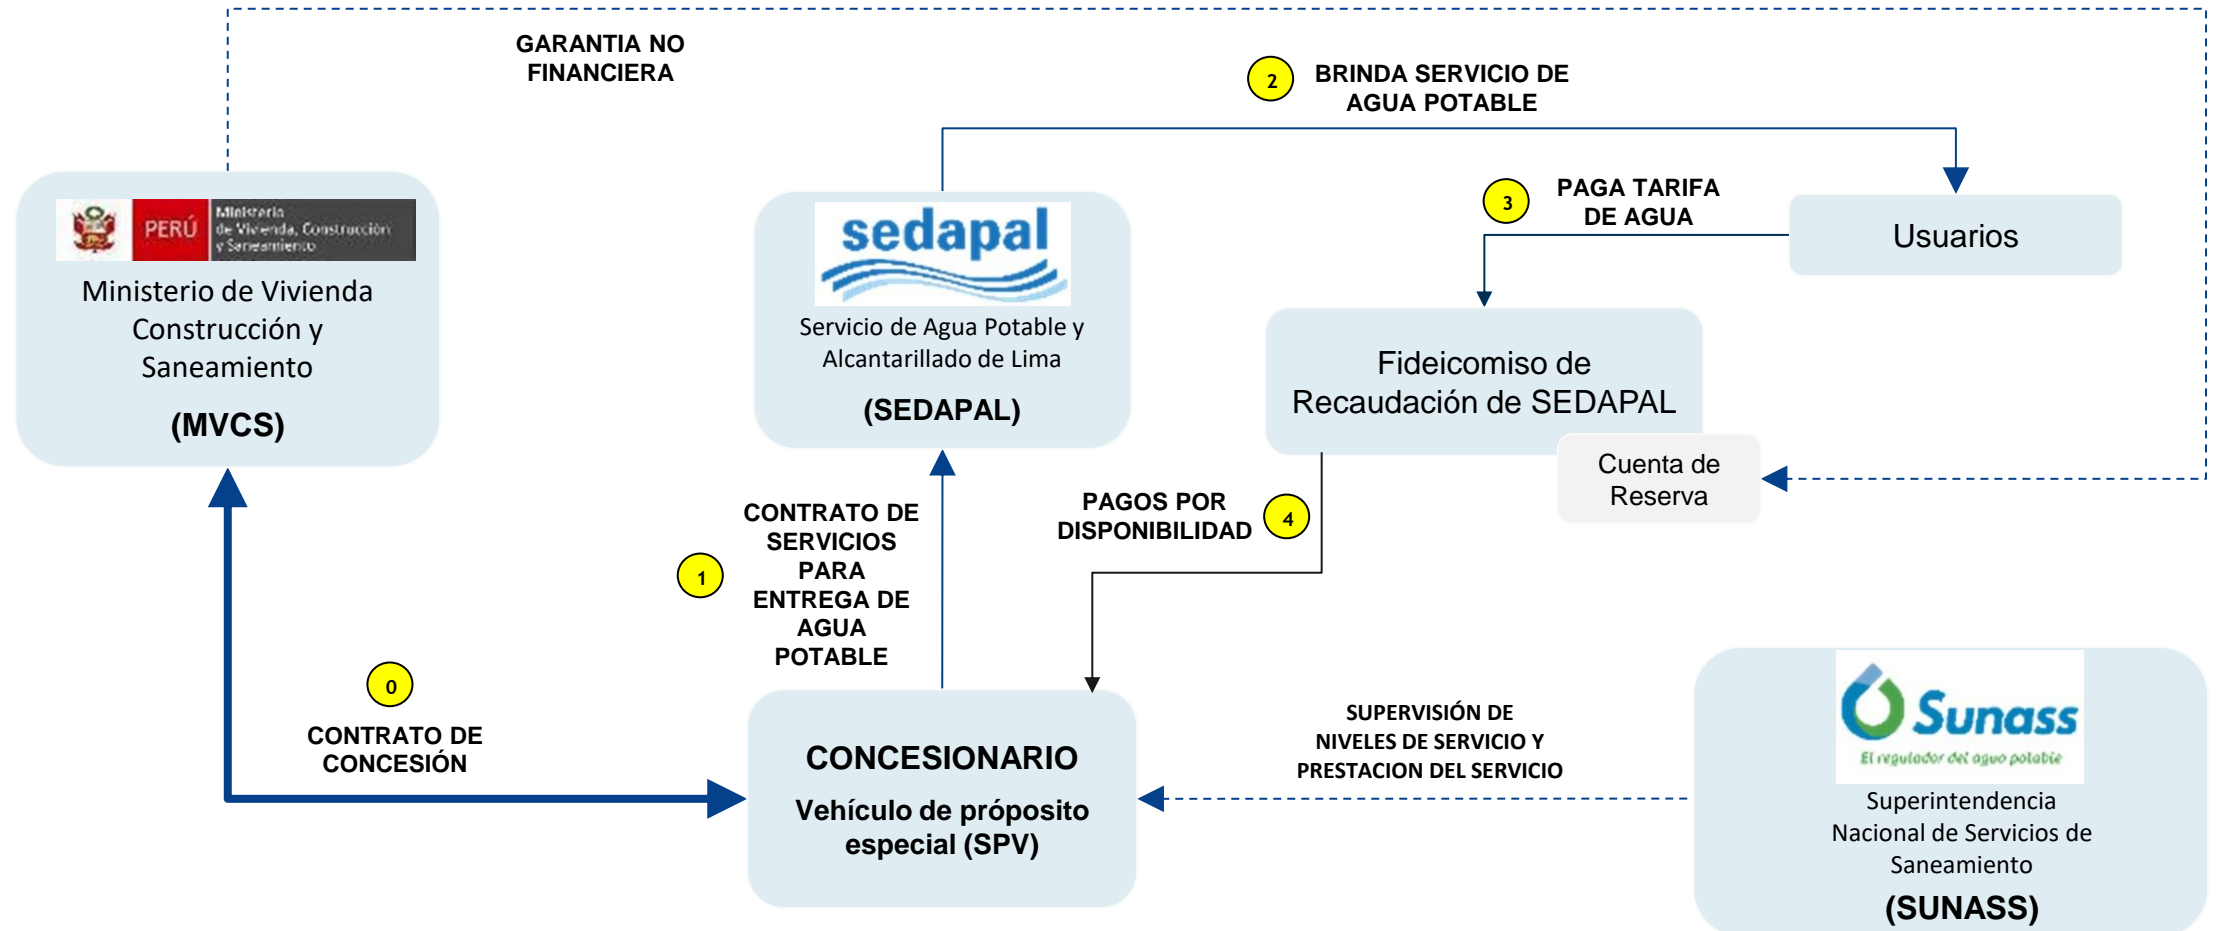 GARANTIA NO
FINANCIERA
2
BRINDA SERVICIO DE
AGUA POTABLE
PERÚ
Ministerio
de Vivienda, Construcción
y Saneamiento
Ministerio de Vivienda
Construcción y
Saneamiento
(MVCS)
sedapal
Servicio de Agua Potable y
Alcantarillado de Lima
(SEDAPAL)
3
PAGA TARIFA
DE AGUA
Usuarios
Fideicomiso de
Recaudación de SEDAPAL
Cuenta de
Reserva
1
CONTRATO DE
SERVICIOS
PARA
ENTREGA DE
AGUA
POTABLE
PAGOS POR
DISPONIBILIDAD
4
0
CONTRATO DE
CONCESIÓN
CONCESIONARIO
Vehículo de próposito
especial (SPV)
SUPERVISIÓN DE
NIVELES DE SERVICIO Y
PRESTACION DEL SERVICIO
Sunass
El regulador del agua potable
Superintendencia
Nacional de Servicios de
Saneamiento
(SUNASS)